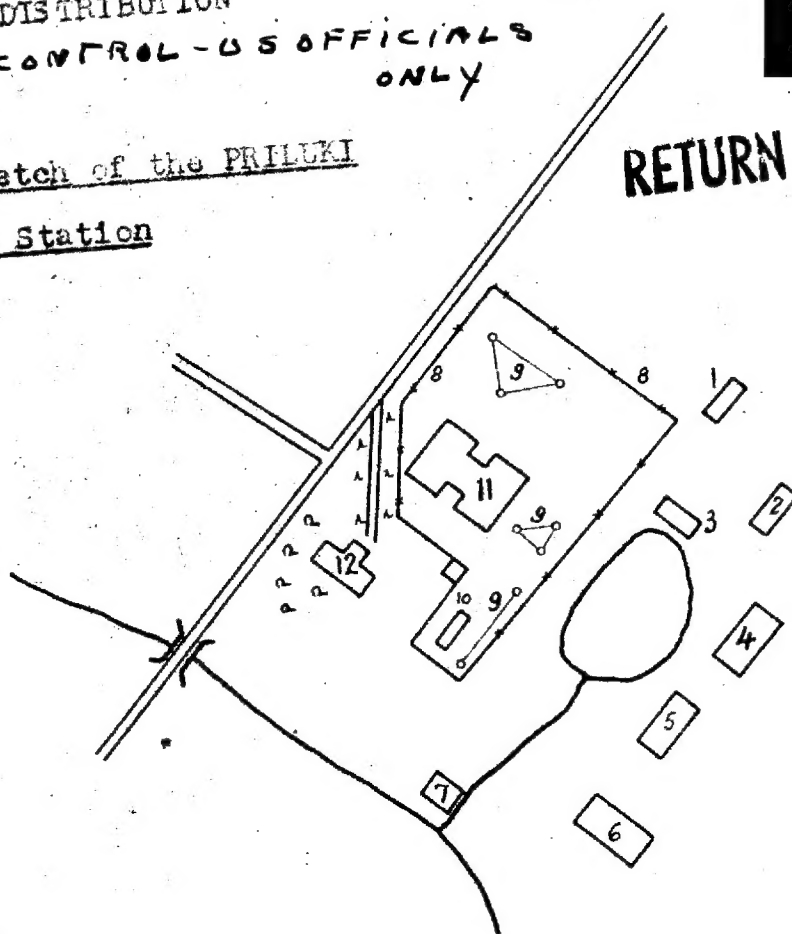 DISTRIBUTION
CONTROL - US OFFICIALS
ONLY
RETURN
etch of the PRILUKI
Station
8
9
8
1
11
2
3
9
12
10
9
4
5
7
6